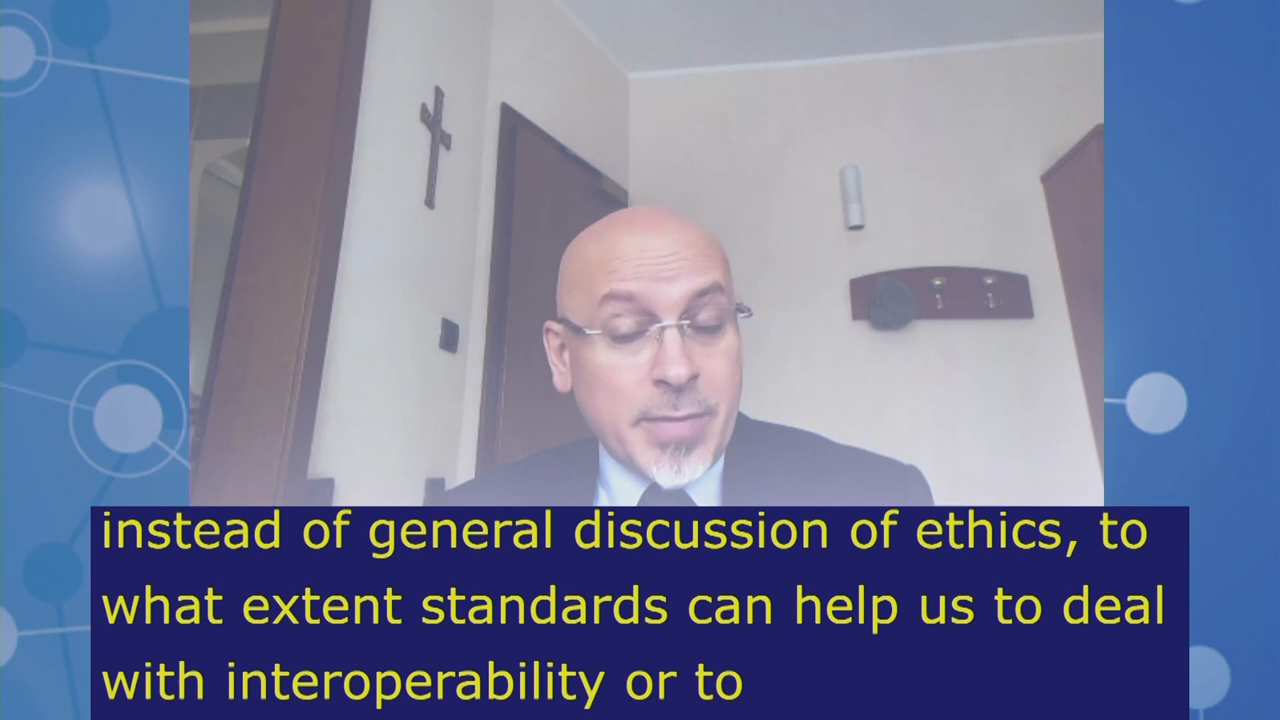 instead of general discussion of ethics, to
what extent standards can help us to deal
with interoperability or to